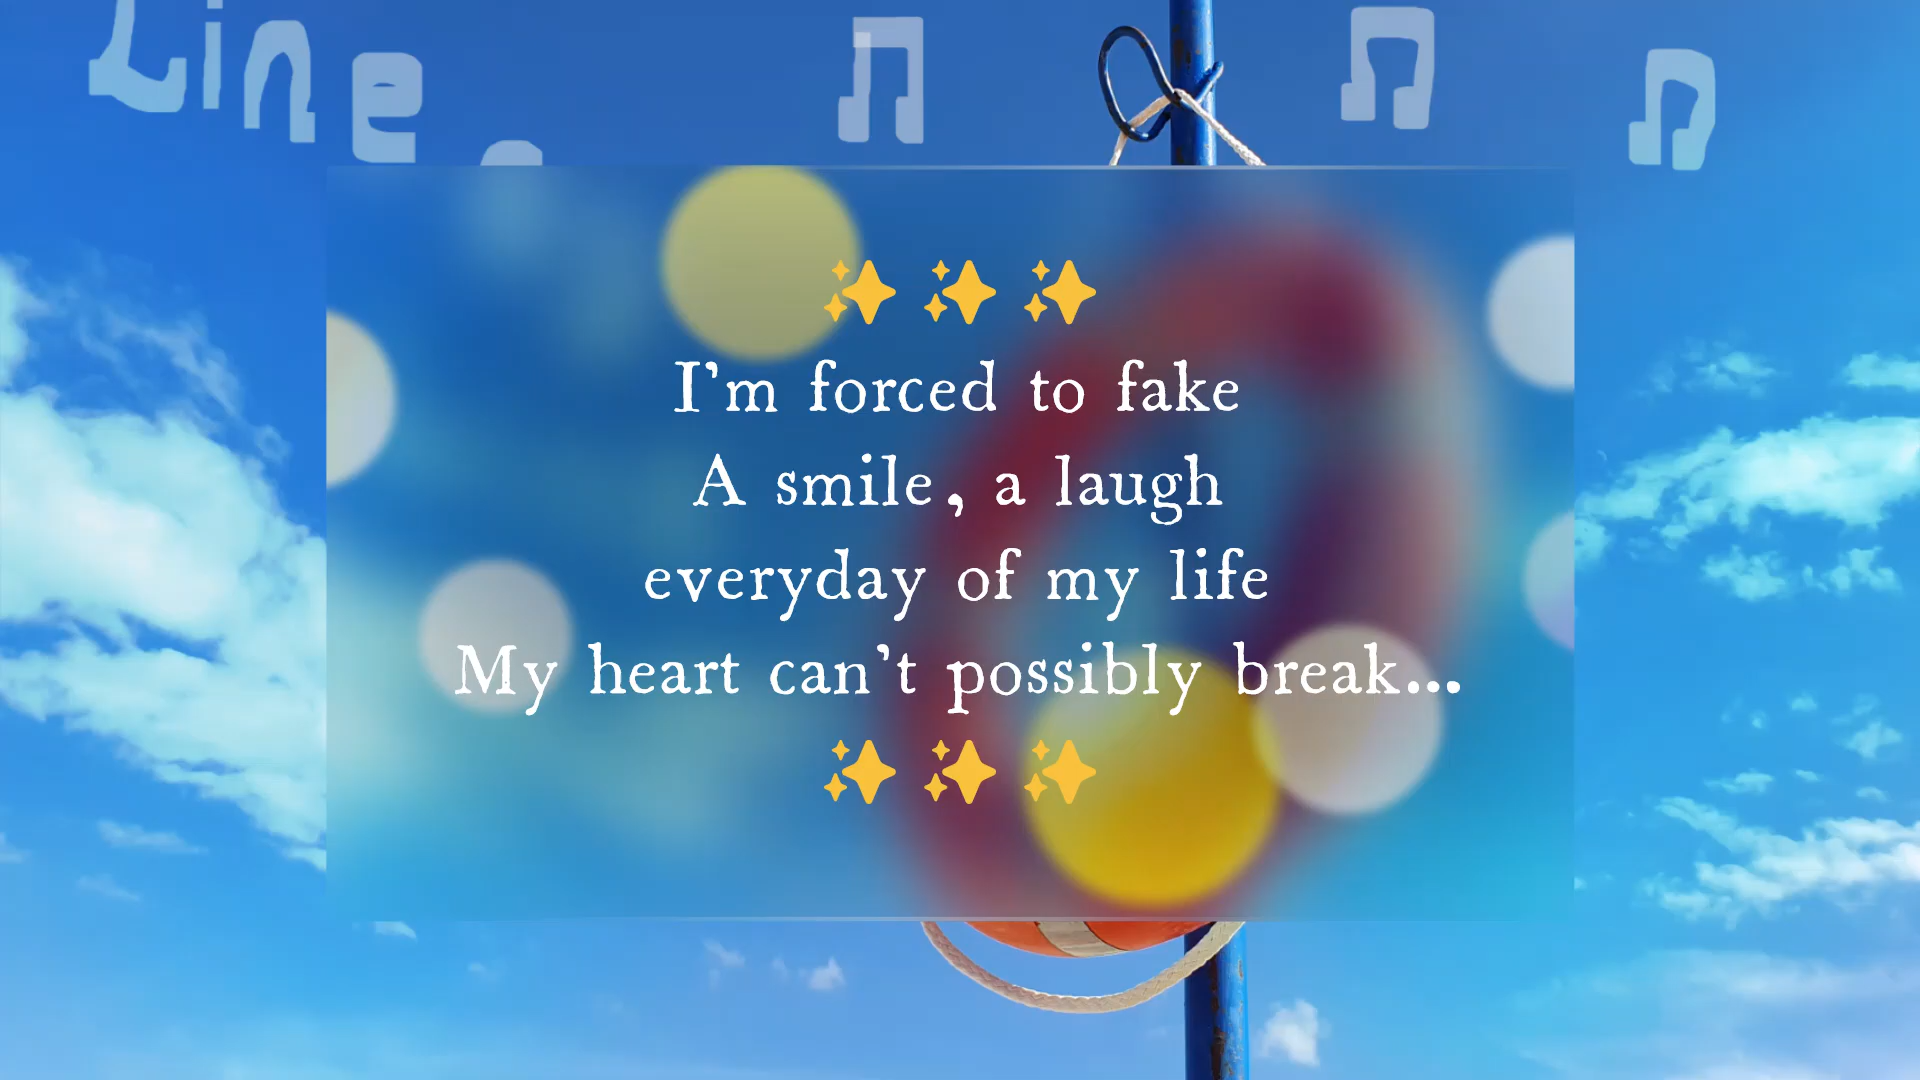 Line
✨ ✨ ✨
I'm forced to fake
A smile, a laugh
everyday of my life
My heart can't possibly break...
✨ ✨ ✨